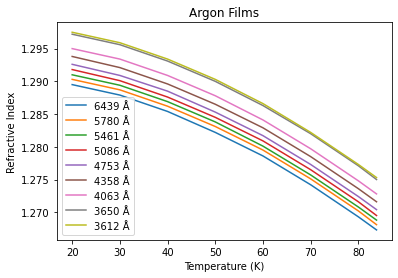 Argon Films
Refractive Index
1.295
1.290
1.285
1.280
1.275
1.270
6439 Å
5780 Å
5461 Å
5086 Å
4753 Å
4358 Å
4063 Å
3650 Å
3612 Å
20 30 40 50 60 70 80
Temperature (K)